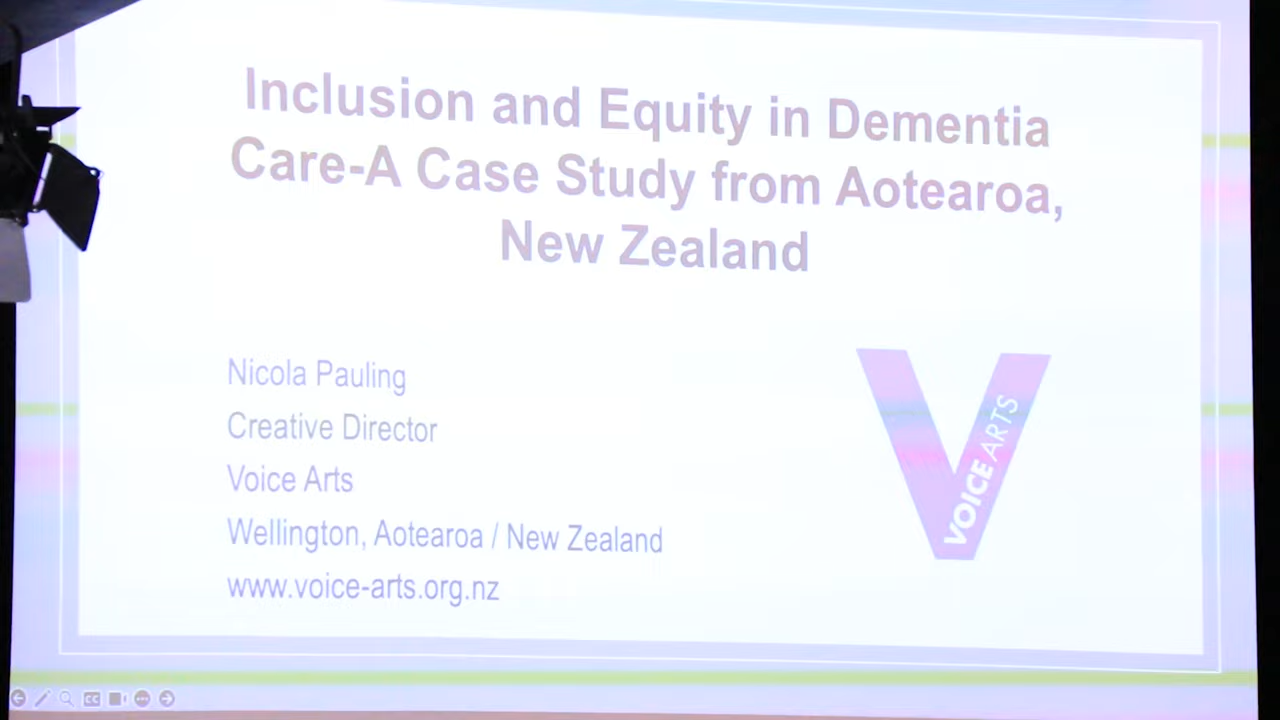 Inclusion and Equity in Dementia
Care-A Case Study from Aotearoa,
New Zealand
Nicola Pauling
Creative Director
Voice Arts
Wellington, Aotearoa / New Zealand
www.voice-arts.org.nz
VOICE ARTS
CC